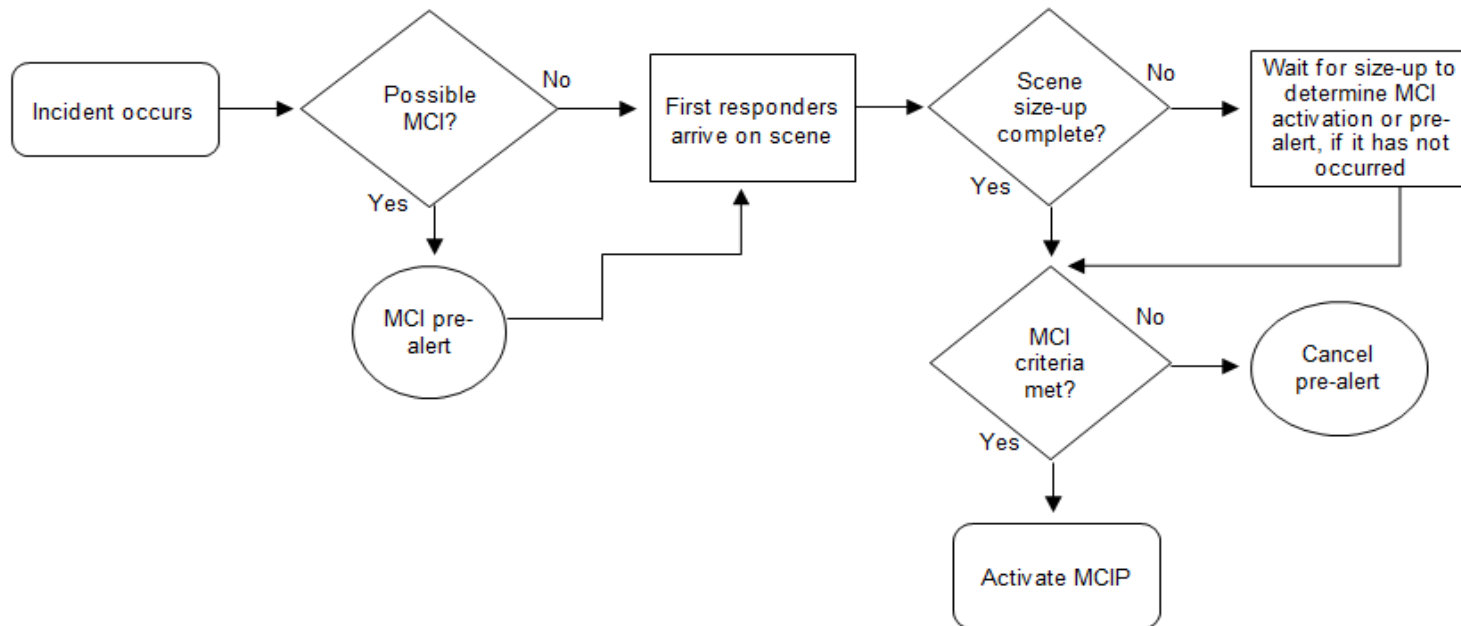 Incident occurs
Possible
MCI?
No
Yes
MCI pre-
alert
First responders
arrive on scene
Scene
size-up
complete?
No
Yes
Wait for size-up to
determine MCI
activation or pre-
alert, if it has not
occurred
MCI
criteria
met?
No
Yes
Cancel
pre-alert
Activate MCIP